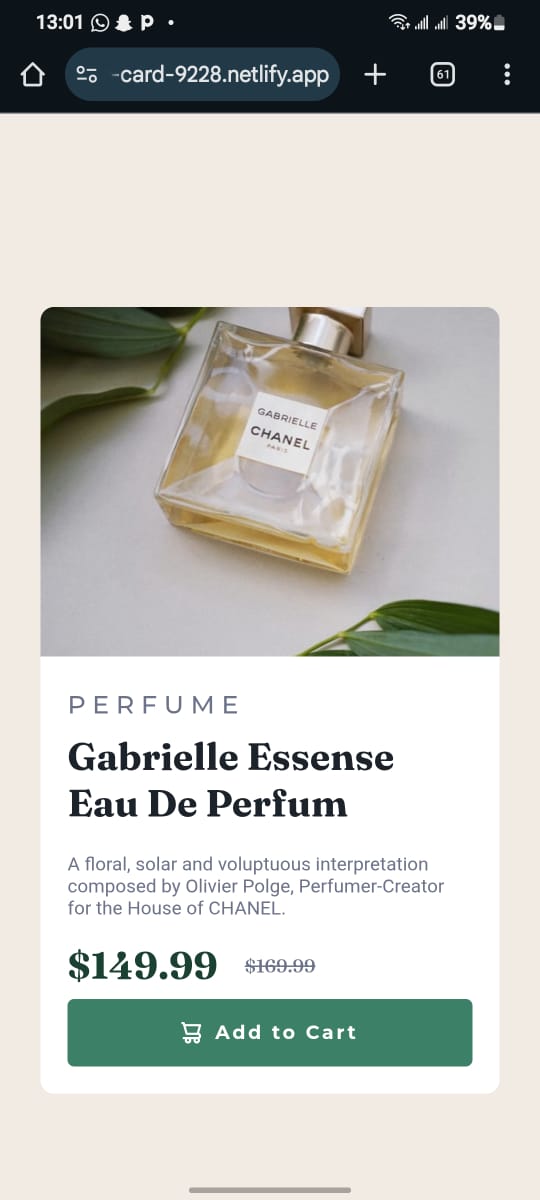 13:01
39%
-card-9228.netlify.app
61
GABRIELLE
CHANEL
PARIS
PERFUME
Gabrielle Essense
Eau De Perfum
A floral, solar and voluptuous interpretation
composed by Olivier Polge, Perfumer-Creator
for the House of CHANEL.
$149.99 $169.99
Add to Cart